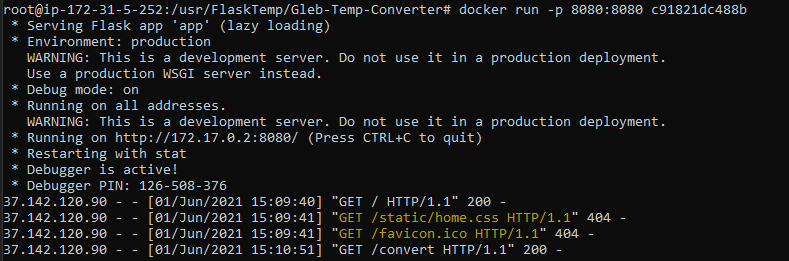 root@ip-172-31-5-252:/usr/FlaskTemp/Gleb-Temp-Converter# docker run -p 8080:8080 c91821dc488b
 * Serving Flask app 'app' (lazy loading)
 * Environment: production
   WARNING: This is a development server. Do not use it in a production deployment.
   Use a production WSGI server instead.
 * Debug mode: on
 * Running on all addresses.
   WARNING: This is a development server. Do not use it in a production deployment.
 * Running on http://172.17.0.2:8080/ (Press CTRL+C to quit)
 * Restarting with stat
 * Debugger is active!
 * Debugger PIN: 126-508-376
37.142.120.90 - - [01/Jun/2021 15:09:40] "GET / HTTP/1.1" 200 -
37.142.120.90 - - [01/Jun/2021 15:09:41] "GET /static/home.css HTTP/1.1" 404 -
37.142.120.90 - - [01/Jun/2021 15:09:41] "GET /favicon.ico HTTP/1.1" 404 -
37.142.120.90 - - [01/Jun/2021 15:10:51] "GET /convert HTTP/1.1" 200 -